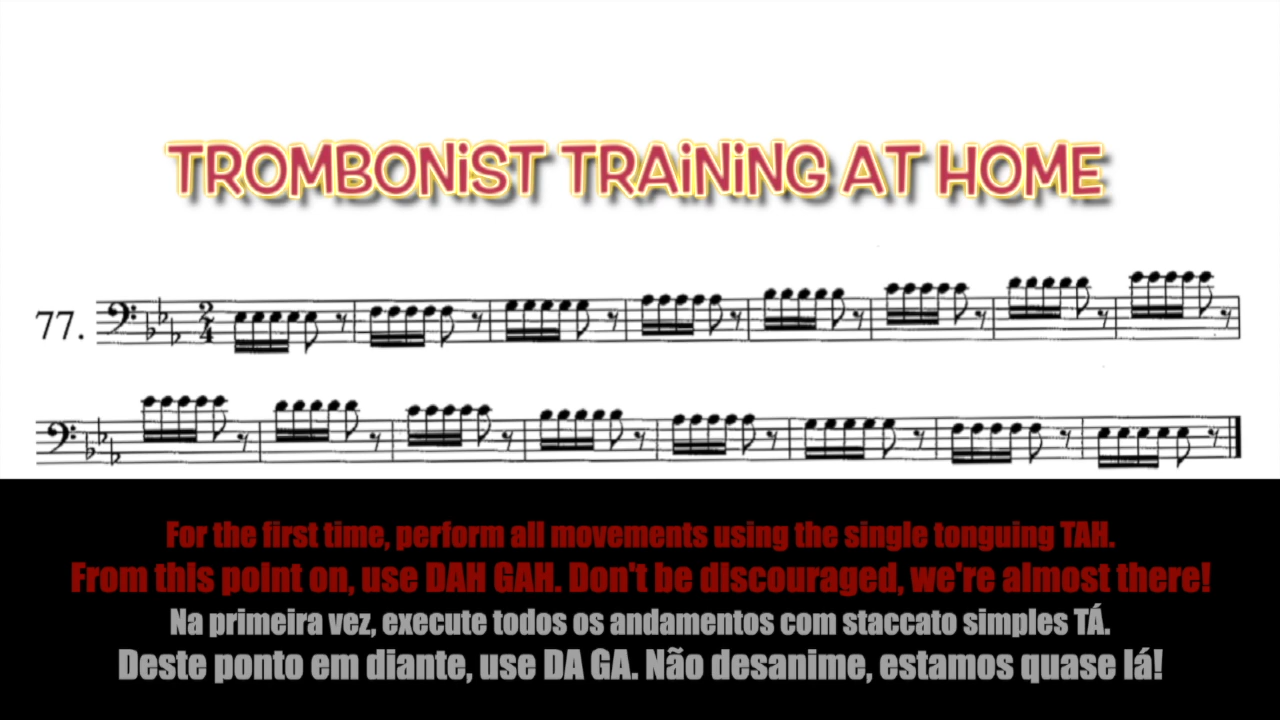 TROMBONiST TRAiNiNG AT HOME
77.
2
4
For the first time, perform all movements using the single tonguing TAH.
From this point on, use DAH GAH. Don't be discouraged, we're almost there!
Na primeira vez, execute todos os andamentos com staccato simples TÁ.
Deste ponto em diante, use DA GA. Não desanime, estamos quase lá!